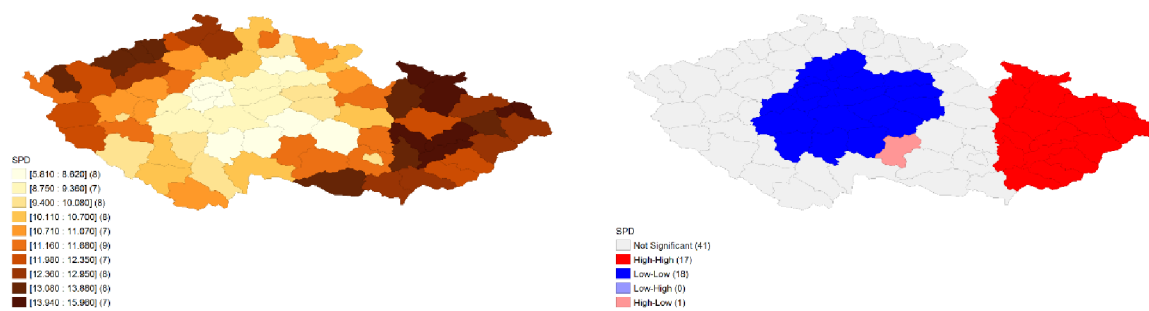 SPD
[5.810 : 8.620] (8)
[8.750 : 9.360] (7)
[9.400 : 10.080] (8)
[10.110 : 10.700] (8)
[10.710 : 11.070] (7)
[11.160 : 11.880] (9)
[11.980 : 12.350] (7)
[12.360 : 12.950] (8)
[13.080 : 13.880] (8)
[13.940 : 15.960] (7)
SPD
Not Significant (41)
High-High (17)
Low-Low (18)
Low-High (0)
High-Low (1)